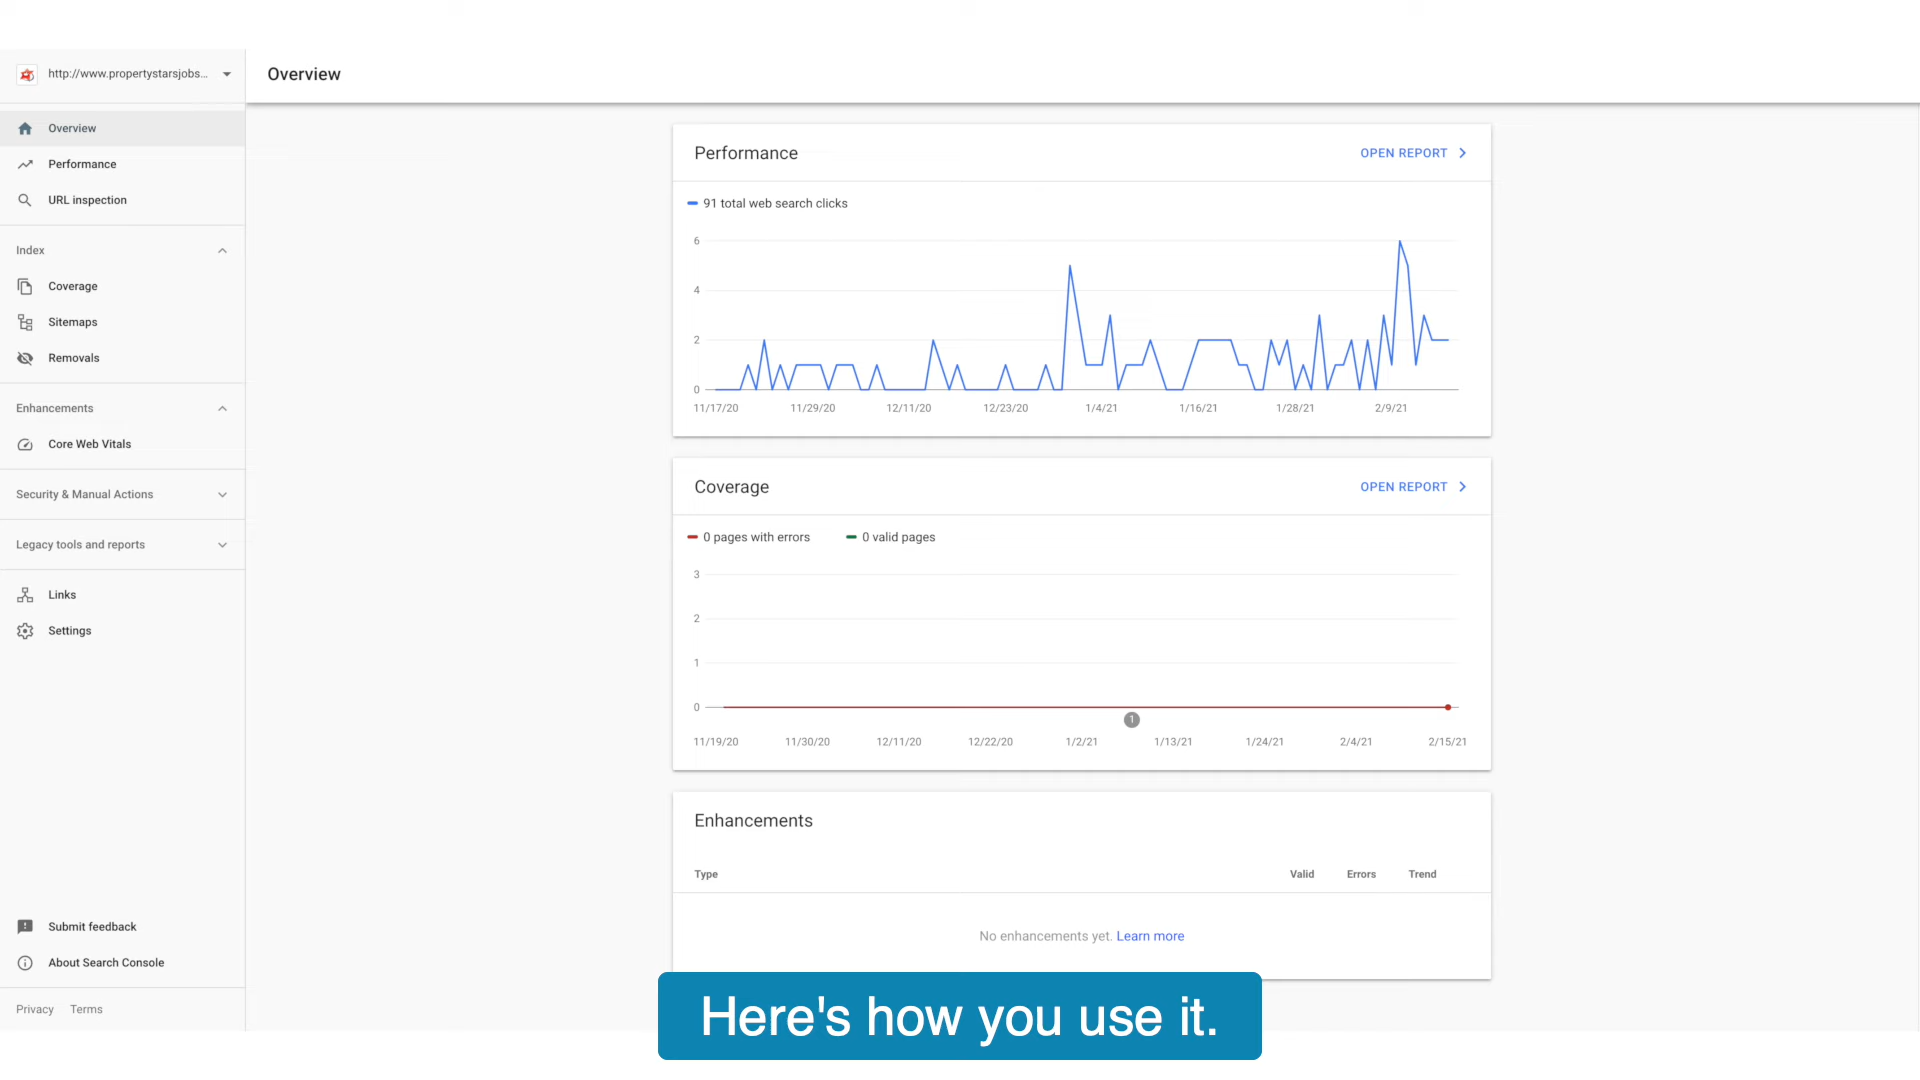 http://www.propertystarsjobs...
Overview
Overview
Performance
URL inspection
Index
Coverage
Sitemaps
Removals
Enhancements
Core Web Vitals
Security & Manual Actions
Legacy tools and reports
Links
Settings
Submit feedback
About Search Console
Privacy Terms
Performance
OPEN REPORT
91 total web search clicks
6
4
2
0
11/17/20 11/29/20 12/11/20 12/23/20 1/4/21 1/16/21 1/28/21 2/9/21
Coverage
OPEN REPORT
0 pages with errors 0 valid pages
3
2
1
0
1
11/19/20 11/30/20 12/11/20 12/22/20 1/2/21 1/13/21 1/24/21 2/4/21 2/15/21
Enhancements
Type Valid Errors Trend
No enhancements yet. Learn more
Here's how you use it.